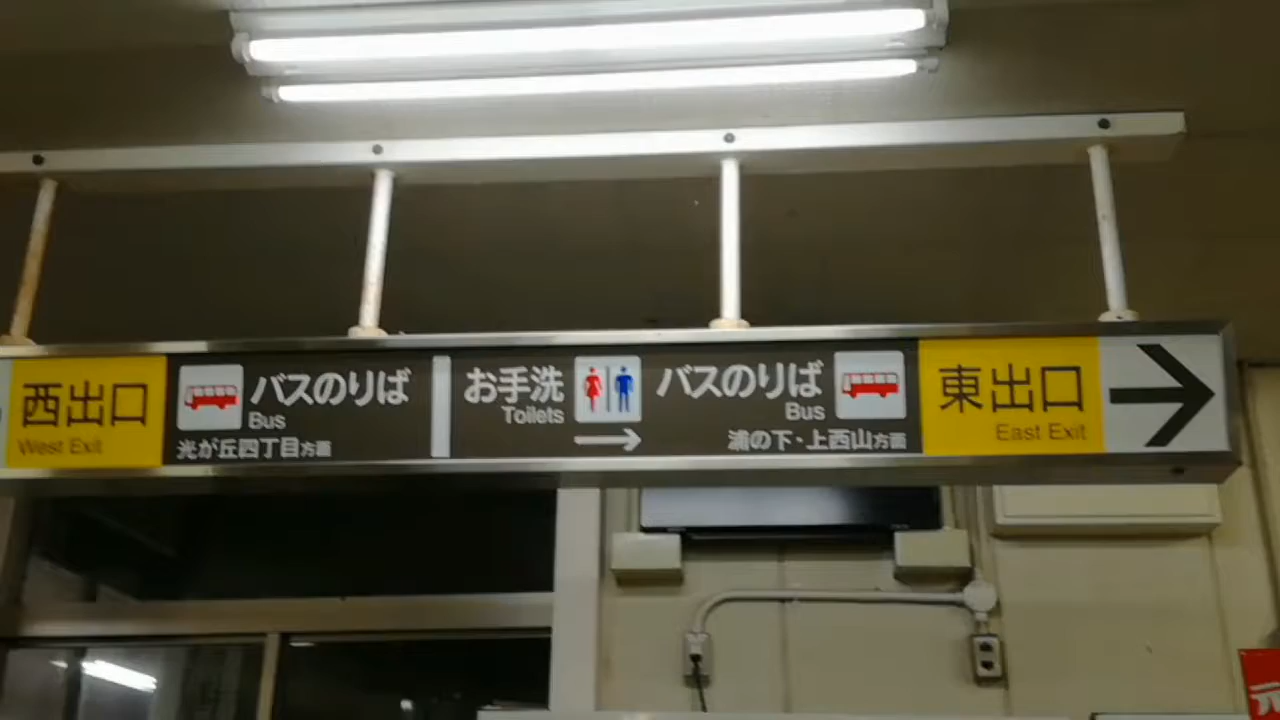 西出口
West Exit
バスのりば
Bus
光が丘四丁目方面
お手洗
Toilets
バスのりば
Bus
浦の下・上西山方面
東出口
East Exit